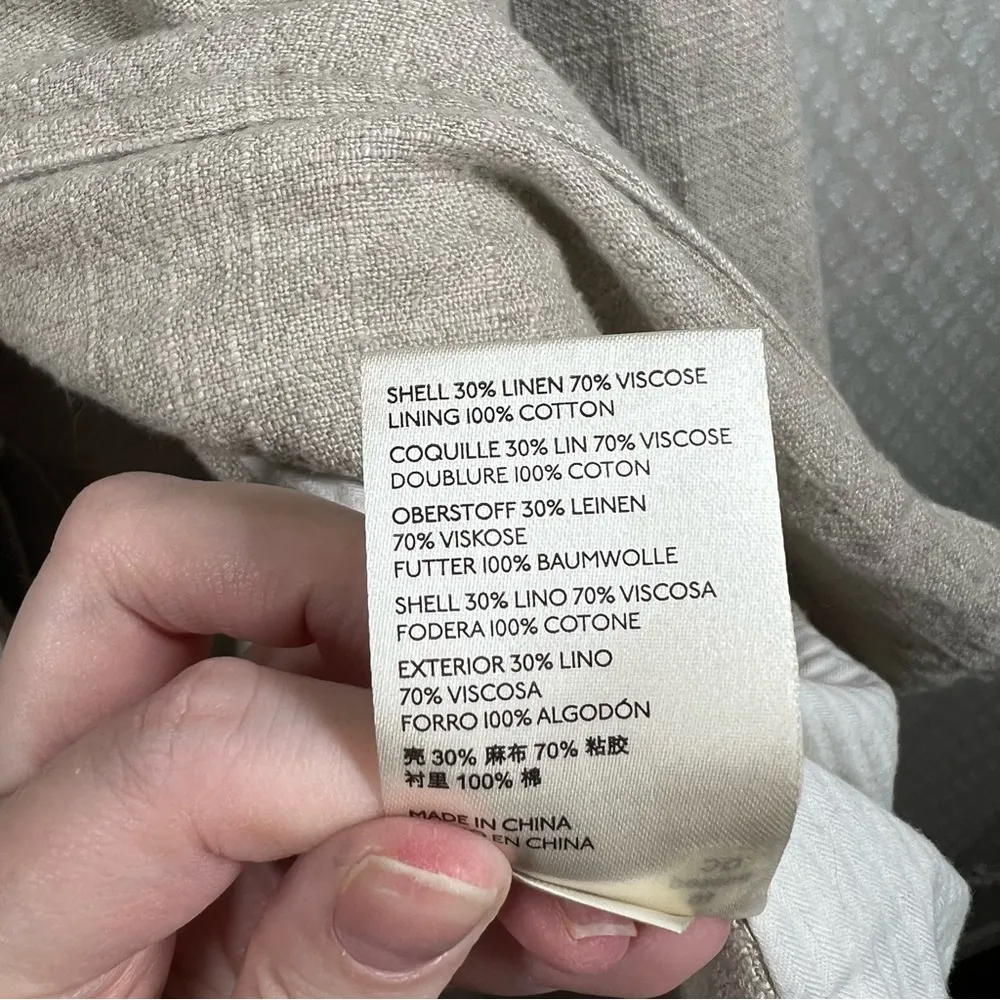 SHELL 30% LINEN 70% VISCOSE
LINING 100% COTTON
COQUILLE 30% LIN 70% VISCOSE
DOUBLURE 100% COTON
OBERSTOFF 30% LEINEN
70% VISKOSE
FUTTER 100% BAUMWOLLE
SHELL 30% LINO 70% VISCOSA
FODERA 100% COTONE
EXTERIOR 30% LINO
70% VISCOSA
FORRO 100% ALGODÓN
壳 30% 麻布 70% 粘胶
衬里 100% 棉
MADE IN CHINA
EN CHINA